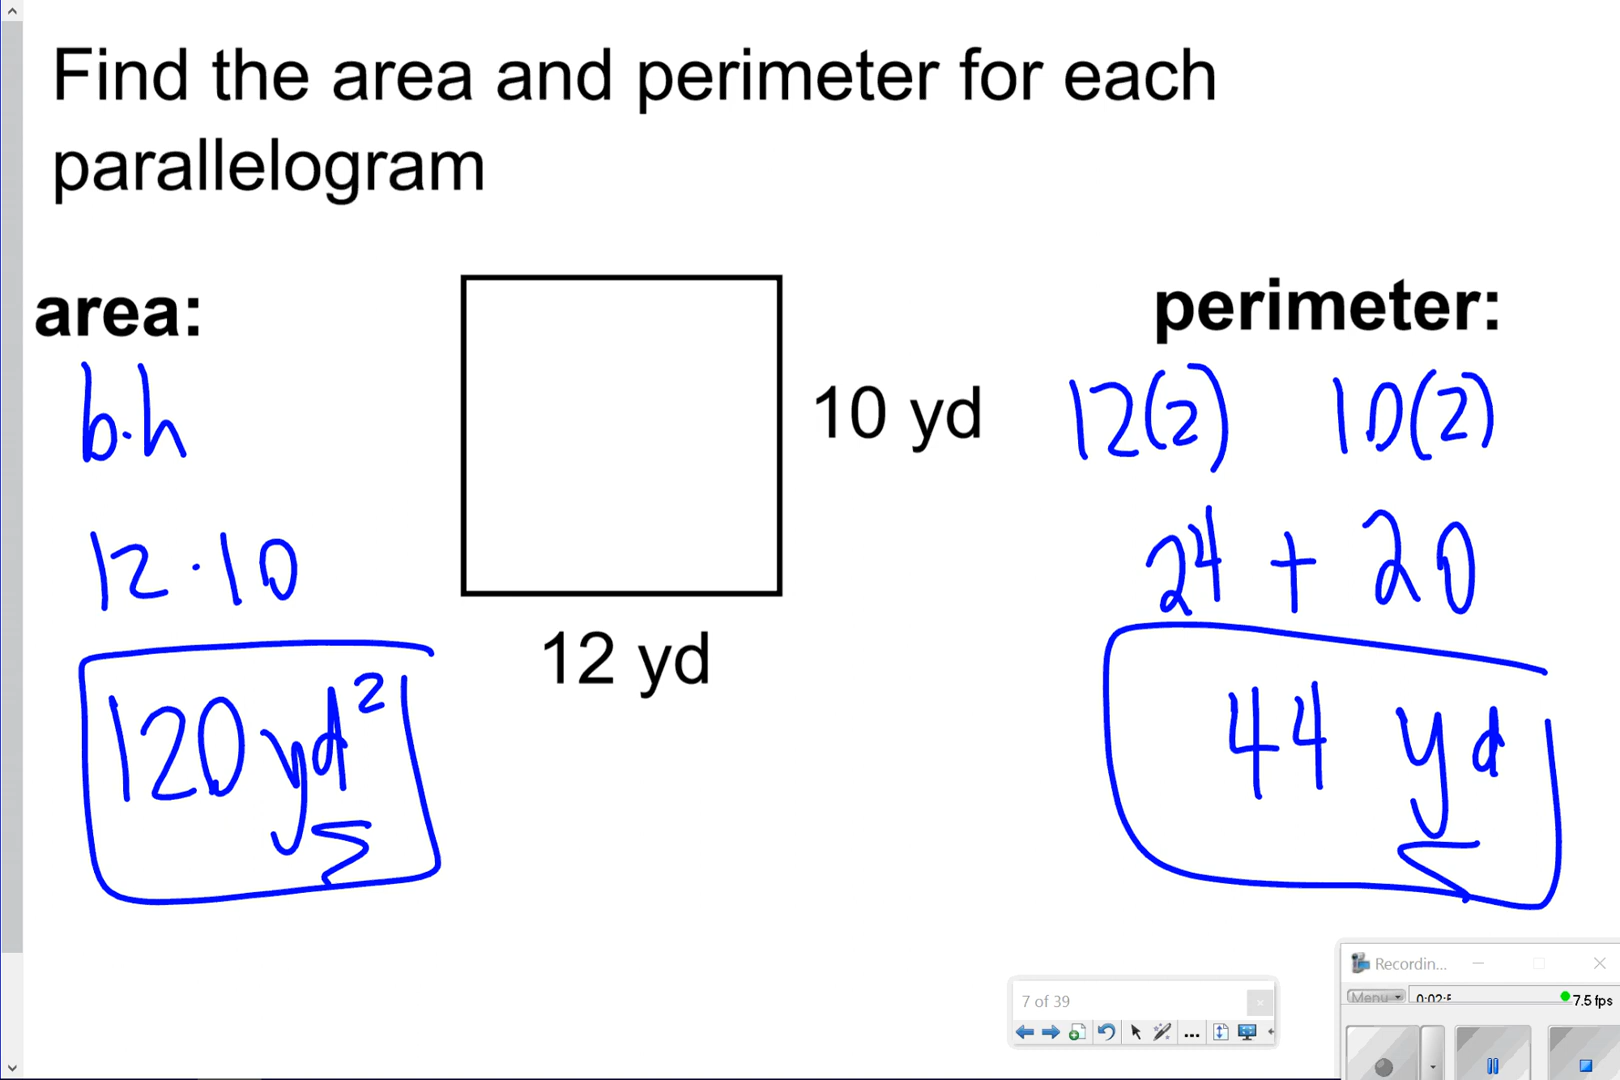 Find the area and perimeter for each
parallelogram
area:
b·h
12·10
120 yd²
10 yd
12 yd
perimeter:
12(2) 10(2)
24 + 20
44 yd
7 of 39
Recordin...
Menu
7.5 fps